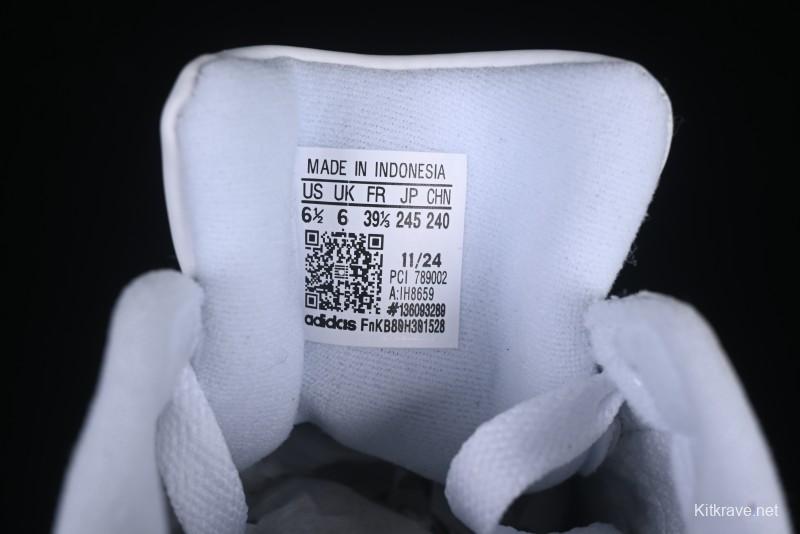 MADE IN INDONESIA
US UK FR JP CHN
6½ 6 39⅓ 245 240
11/24
PCI 789002
A:IH8659
#136093289
adidas FnKB80H301528
Kitkrave.net